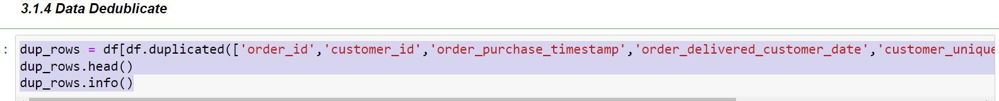 3.1.4 Data Dedublicate
: dup_rows = df[df.duplicated(['order_id','customer_id','order_purchase_timestamp','order_delivered_customer_date','customer_unique
dup_rows.head()
dup_rows.info()